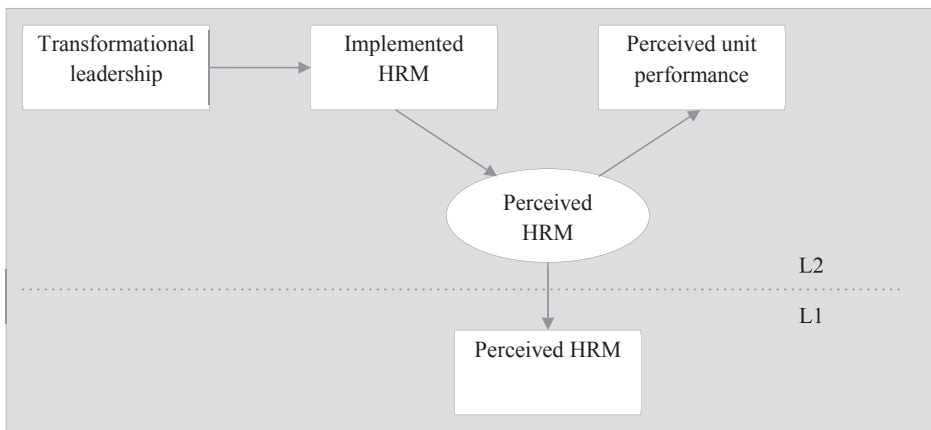 Transformational
leadership
Implemented
HRM
Perceived unit
performance
Perceived
HRM
L2
L1
Perceived HRM